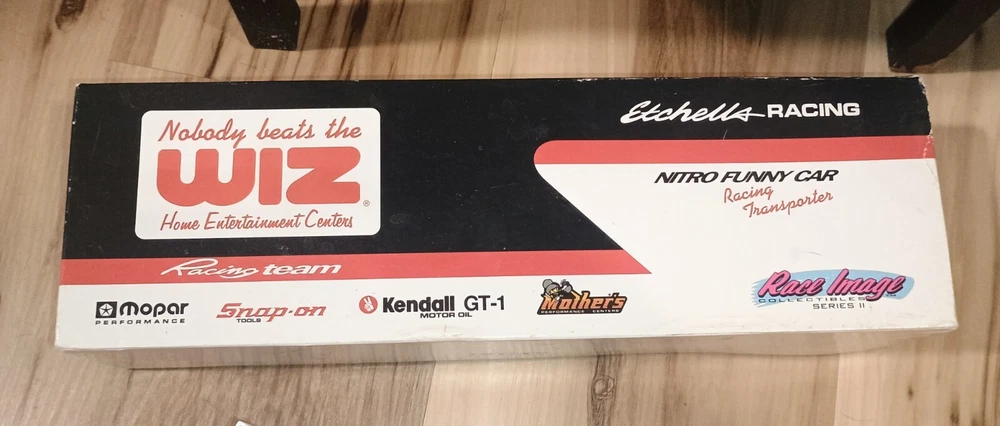 Nobody beats the
WIZ®
Home Entertainment Centers
Racing team
Etchells RACING
NITRO FUNNY CAR
Racing
Transporter
Mopar
PERFORMANCE
Snap-on
TOOLS
Kendall GT-1
MOTOR OIL
Mather's
PERFORMANCE CENTERS
Race Image
COLLECTIBLES
SERIES II